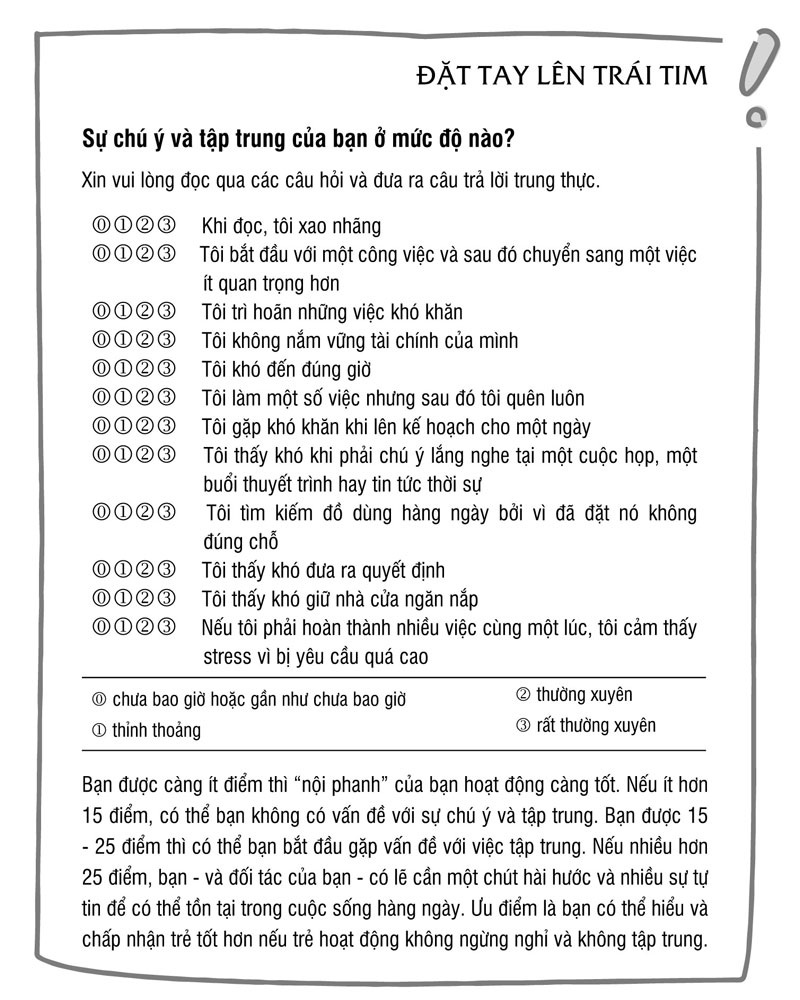 ĐẶT TAY LÊN TRÁI TIM
Sự chú ý và tập trung của bạn ở mức độ nào?
Xin vui lòng đọc qua các câu hỏi và đưa ra câu trả lời trung thực.
⓪①②③ Khi đọc, tôi xao nhãng
⓪①②③ Tôi bắt đầu với một công việc và sau đó chuyển sang một việc
ít quan trọng hơn
⓪①②③ Tôi trì hoãn những việc khó khăn
⓪①②③ Tôi không nắm vững tài chính của mình
⓪①②③ Tôi khó đến đúng giờ
⓪①②③ Tôi làm một số việc nhưng sau đó tôi quên luôn
⓪①②③ Tôi gặp khó khăn khi lên kế hoạch cho một ngày
⓪①②③ Tôi thấy khó khi phải chú ý lắng nghe tại một cuộc họp, một
buổi thuyết trình hay tin tức thời sự
⓪①②③ Tôi tìm kiếm đồ dùng hàng ngày bởi vì đã đặt nó không
đúng chỗ
⓪①②③ Tôi thấy khó đưa ra quyết định
⓪①②③ Tôi thấy khó giữ nhà cửa ngăn nắp
⓪①②③ Nếu tôi phải hoàn thành nhiều việc cùng một lúc, tôi cảm thấy
stress vì bị yêu cầu quá cao
⓪ chưa bao giờ hoặc gần như chưa bao giờ
① thỉnh thoảng
② thường xuyên
③ rất thường xuyên
Bạn được càng ít điểm thì “nội phanh” của bạn hoạt động càng tốt. Nếu ít hơn
15 điểm, có thể bạn không có vấn đề với sự chú ý và tập trung. Bạn được 15
- 25 điểm thì có thể bạn bắt đầu gặp vấn đề với việc tập trung. Nếu nhiều hơn
25 điểm, bạn - và đối tác của bạn - có lẽ cần một chút hài hước và nhiều sự tự
tin để có thể tồn tại trong cuộc sống hàng ngày. Ưu điểm là bạn có thể hiểu và
chấp nhận trẻ tốt hơn nếu trẻ hoạt động không ngừng nghỉ và không tập trung.